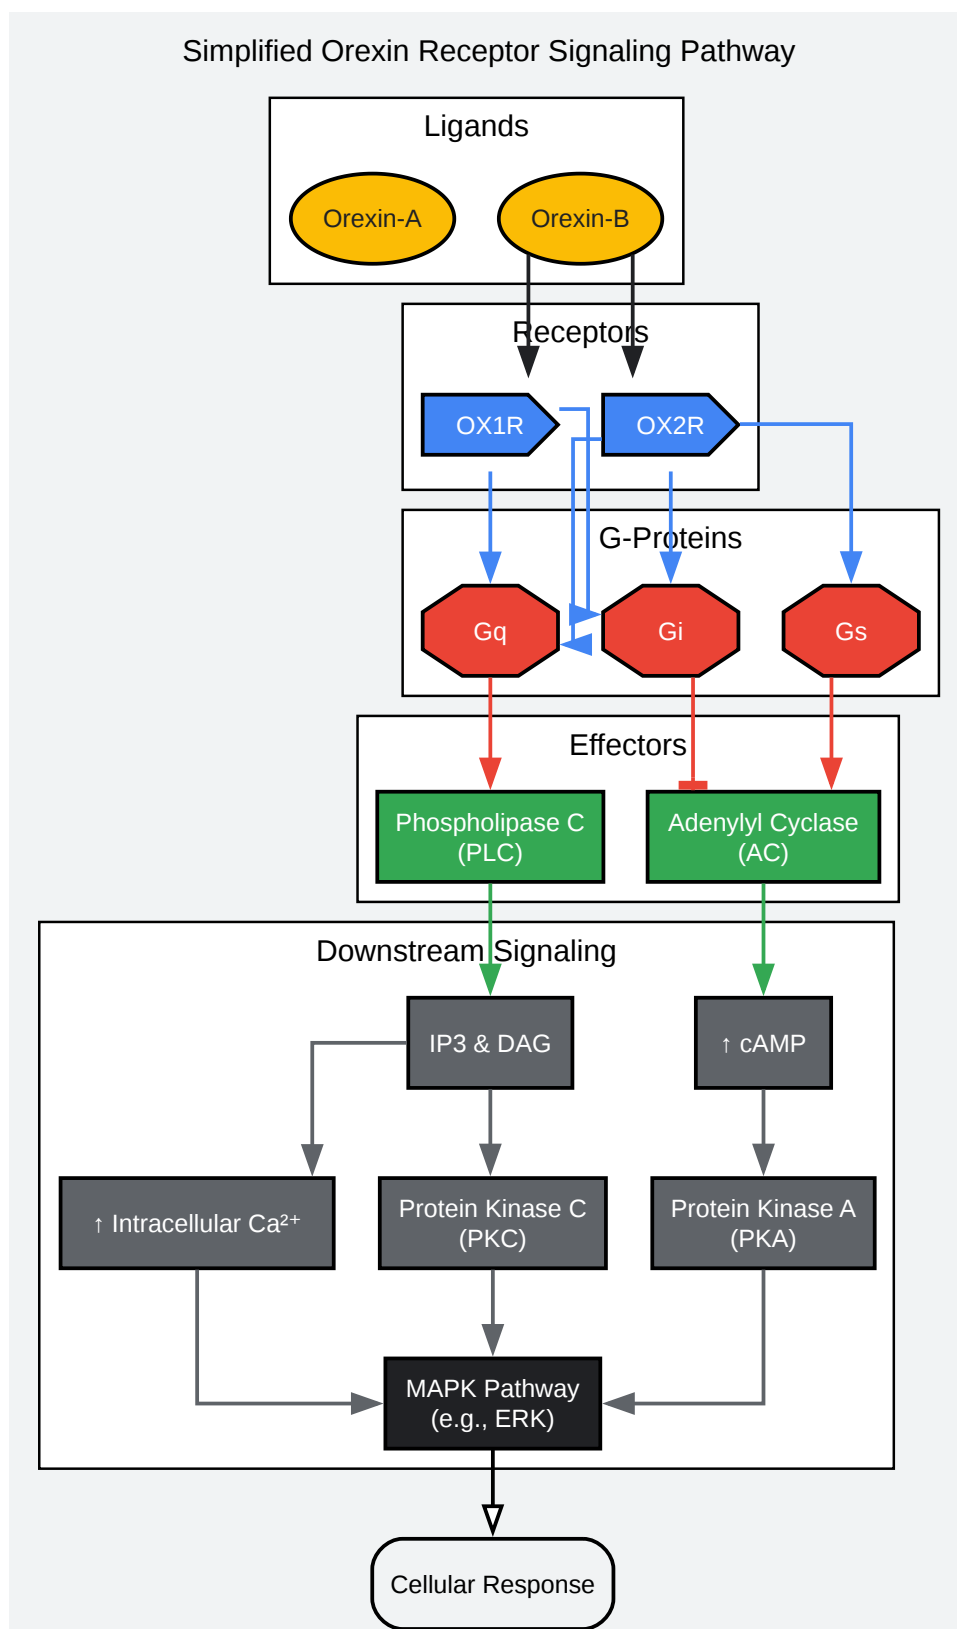 Simplified Orexin Receptor Signaling Pathway
Ligands
Orexin-A
Orexin-B
Receptors
OX1R
OX2R
G-Proteins
Gq
Gi
Gs
Effectors
Phospholipase C
(PLC)
Adenylyl Cyclase
(AC)
Downstream Signaling
IP3 & DAG
↑ cAMP
↑ Intracellular Ca²⁺
Protein Kinase C
(PKC)
Protein Kinase A
(PKA)
MAPK Pathway
(e.g., ERK)
Cellular Response